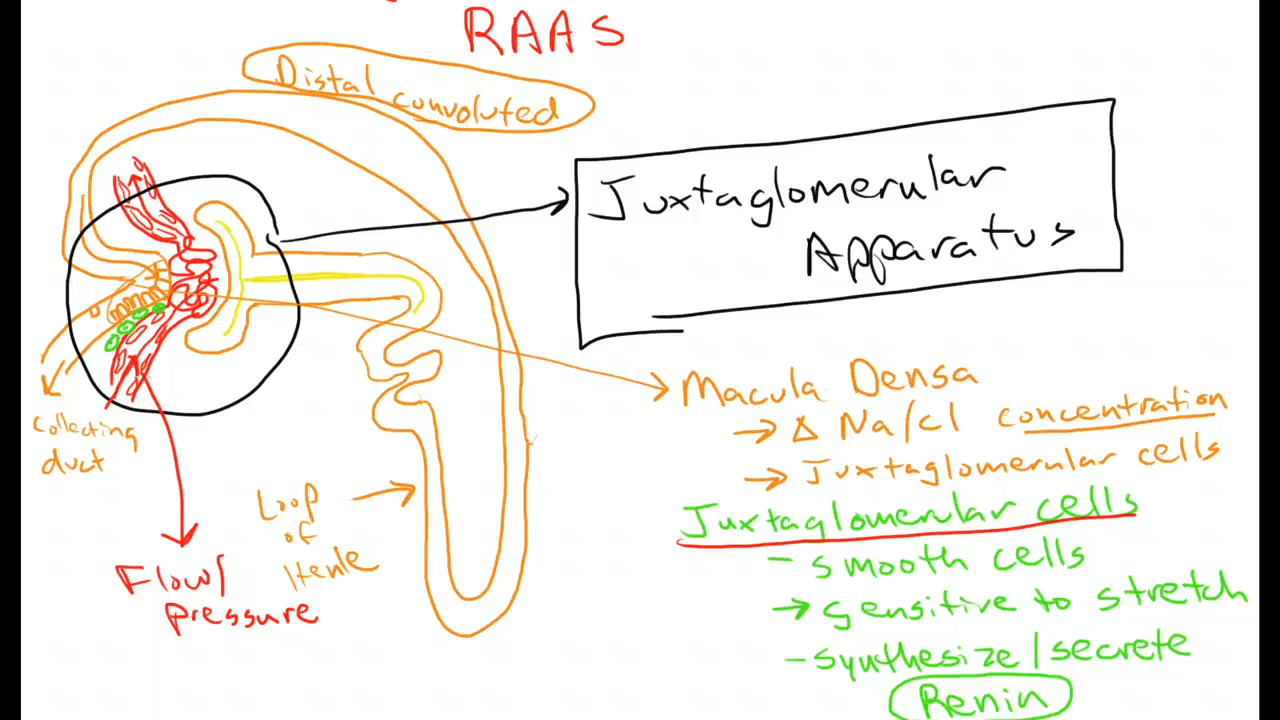 RAAS
Distal convoluted
Juxtaglomerular
Apparatus
Macula Densa
→ Δ Na/Cl concentration
→ Juxtaglomerular cells
Juxtaglomerular cells
- smooth cells
→ sensitive to stretch
- synthesize/secrete
Renin
collecting
duct
Loop
of
Henle
Flow/
pressure